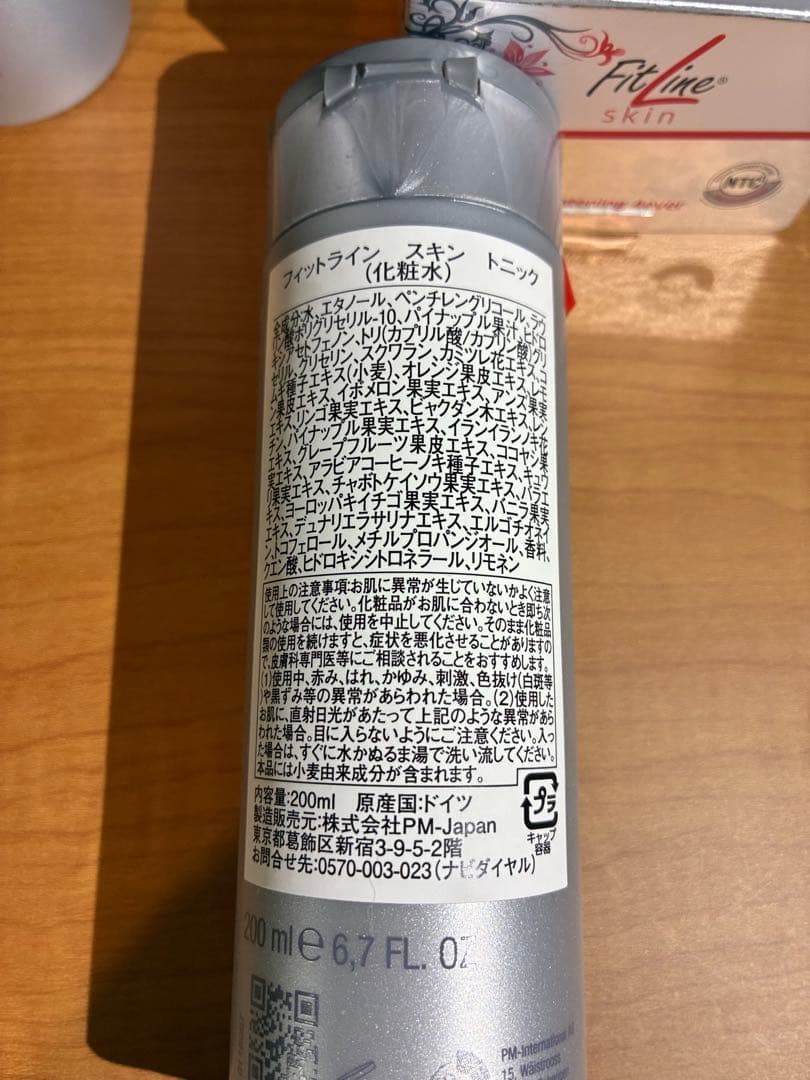 FitLine®
skin
NTC
フィットライン スキン トニック
(化粧水)
全成分:水、エタノール、ペンチレングリコール、ラウロ
イル酸ポリグリセリル-10、パイナップル果汁、ヒドロ
キシアセトフェノン、トリ(カプリル酸/カプリン酸)グリ
セリル、グリセリン、スクワラン、カミツレ花エキス、コ
ムギ種子エキス(小麦)、オレンジ果皮エキス、レモ
ン果皮エキス、イボメロシ果実エキス、アンズ果実
エキス、リンゴ果実エキス、ビャクダン木エキス、レシ
チン、パイナップル果実エキス、イランイラン
エキス、グレープフルーツ果皮エキス、ココヤシ果
実エキス、アラビアコーヒーノキ種子エキス、キュウ
リ果実エキス、チャボトケイソウ果実エキス、バラエ
キス、ヨーロッパキイチゴ果実エキス、バニラ果実
エキス、デュナリエラサリナエキス、エルゴチオネイ
ン、トコフェロール、メチルプロパンジオール、香料、
クエン酸、ヒドロキシシトロネラール、リモネン
使用上の注意事項:お肌に異常が生じていないかよく注意
して使用してください。化粧品がお肌に合わないとき即ち次
のような場合には、使用を中止してください。そのまま化粧品
類の使用を続けますと、症状を悪化させることがありますの
で、皮膚科専門医等にご相談されることをおすすめします。
(1)使用中、赤み、はれ、かゆみ、刺激、色抜け(白斑等)
や黒ずみ等の異常があらわれた場合。(2)使用した
お肌に、直射日光があたって上記のような異常があら
われた場合。目に入らないようにご注意ください。入っ
た場合は、すぐに水かぬるま湯で洗い流してください。
本品には小麦由来成分が含まれます。
内容量:200ml 原産国:ドイツ
製造販売元:株式会社PM-Japan
東京都葛飾区新宿3-9-5-2階
お問合せ先:0570-003-023(ナビダイヤル)
プラ
キャップ
容器
200 ml e 6,7 FL. OZ
PM-International
15, Wäistrooss